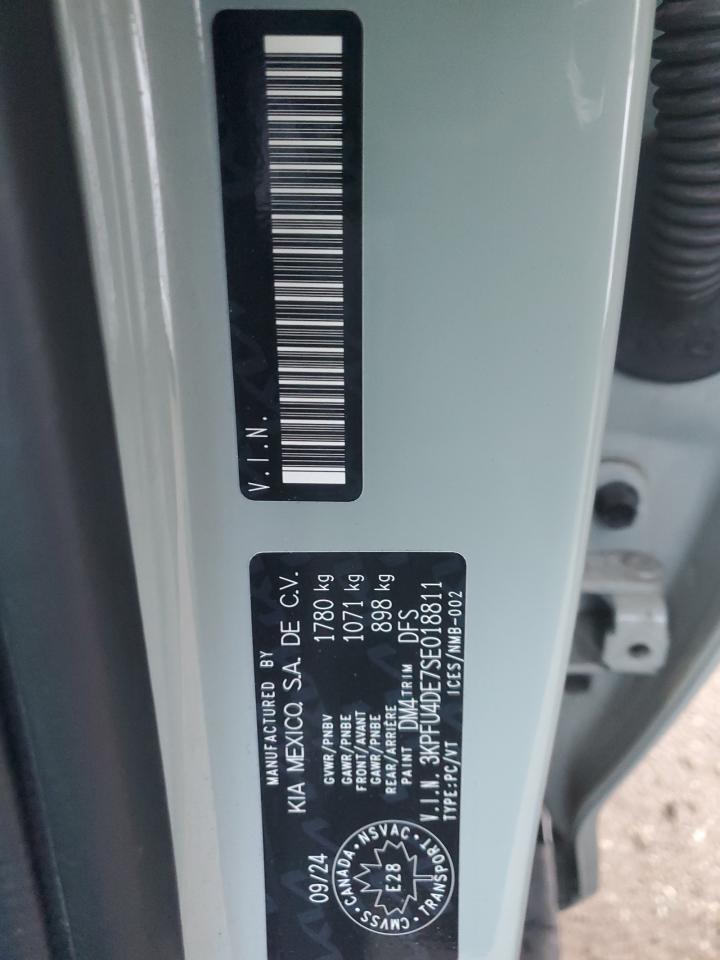 V.I.N.
MANUFACTURED BY
KIA MEXICO, S.A. DE C.V.
09/24
GVWR/PNBV 1780 kg
GAWR/PNBE
FRONT/AVANT 1071 kg
GAWR/PNBE
REAR/ARRIÈRE 898 kg
PAINT DM4 TRIM DFS
V.I.N. 3KPFU4DE7SE018811
TYPE:PC/VT ICES/NMB-002
CANADA · NSVAC · TRANSPORT · CMVSS ·
E28